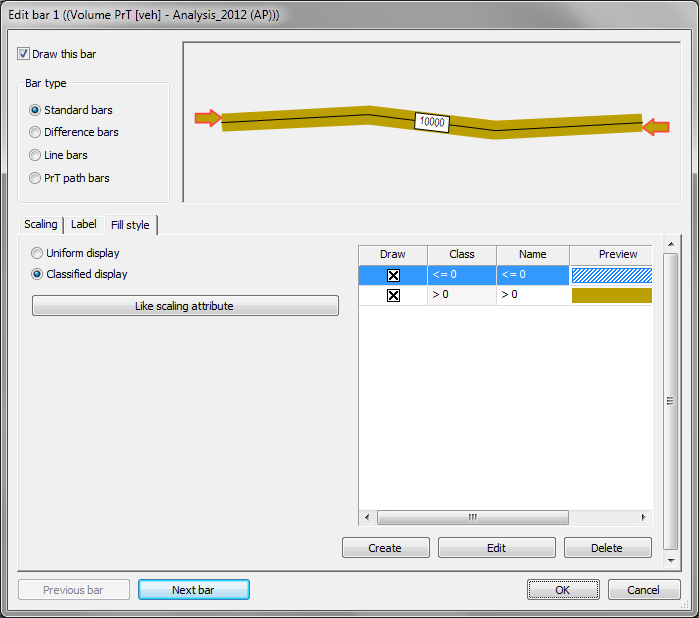 Edit bar 1 ((Volume PrT [veh] - Analysis_2012 (AP)))
Draw this bar
Bar type
Standard bars
Difference bars
Line bars
PrT path bars
10000
Scaling Label Fill style
Uniform display
Classified display
Like scaling attribute
Draw Class Name Preview
<= 0 <= 0
> 0 > 0
Create Edit Delete
Previous bar Next bar OK Cancel